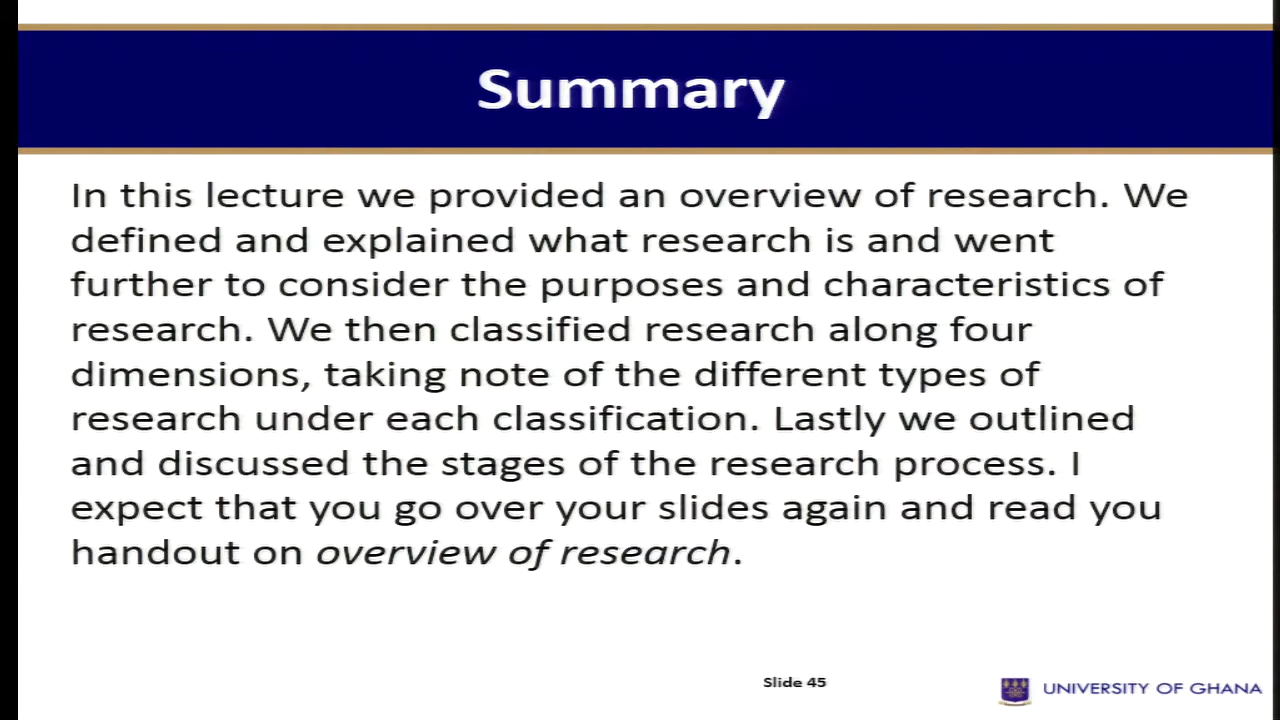 Summary
In this lecture we provided an overview of research. We
defined and explained what research is and went
further to consider the purposes and characteristics of
research. We then classified research along four
dimensions, taking note of the different types of
research under each classification. Lastly we outlined
and discussed the stages of the research process. I
expect that you go over your slides again and read you
handout on overview of research.
Slide 45
UNIVERSITY OF GHANA